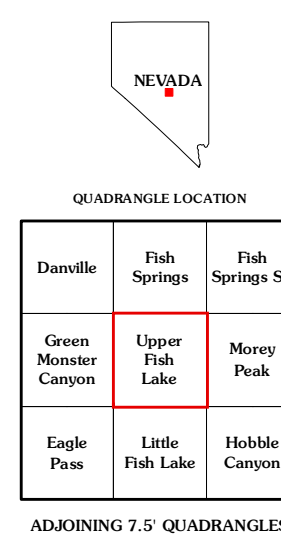 NEVADA
QUADRANGLE LOCATION
Danville
Fish
Springs
Fish
Springs S
Green
Monster
Canyon
Upper
Fish
Lake
Morey
Peak
Eagle
Pass
Little
Fish Lake
Hobble
Canyon
ADJOINING 7.5' QUADRANGLES